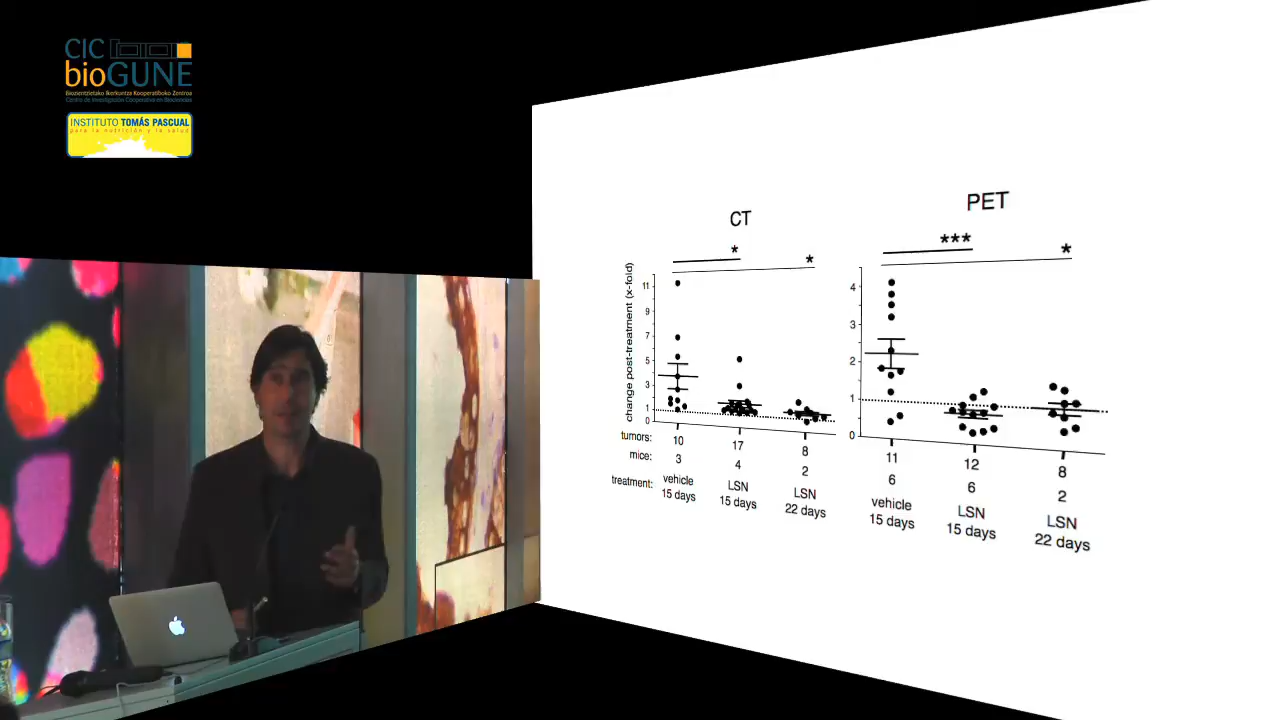 CIC
bioGUNE
Biozientzietako Ikerkuntza Kooperatiboko Zentroa
Centro de Investigación Cooperativa en Biociencias
INSTITUTO TOMÁS PASCUAL
para la nutrición y la salud
CT
PET
*
*
***
*
change post-treatment (x-fold)
11
9
7
5
3
1
0
4
3
2
1
0
tumors: 10 17 8
mice: 3 4 2
treatment: vehicle 15 days LSN 15 days LSN 22 days
11 12 8
6 6 2
vehicle 15 days LSN 15 days LSN 22 days